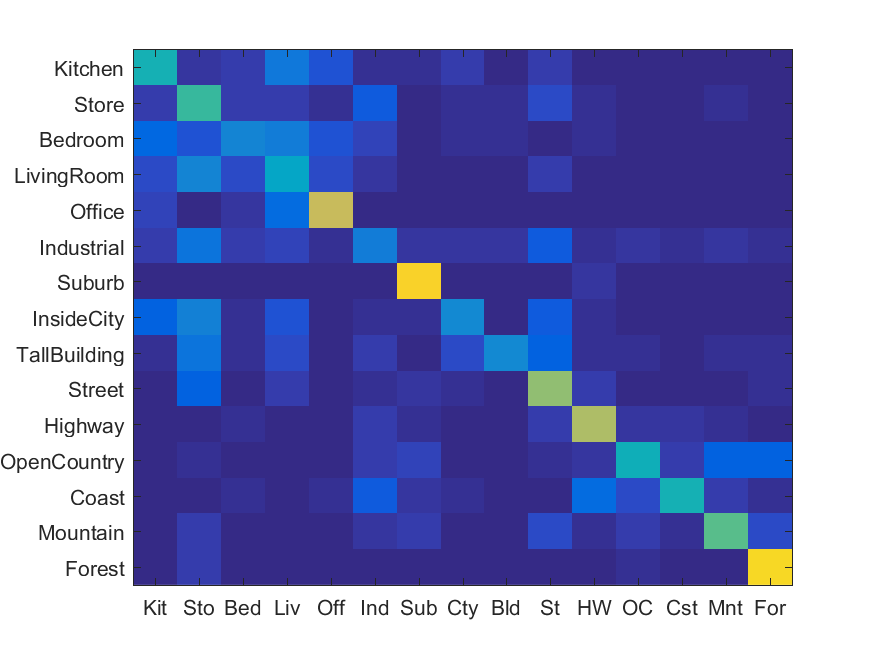 Kitchen
Store
Bedroom
LivingRoom
Office
Industrial
Suburb
InsideCity
TallBuilding
Street
Highway
OpenCountry
Coast
Mountain
Forest
Kit Sto Bed Liv Off Ind Sub Cty Bld St HW OC Cst Mnt For